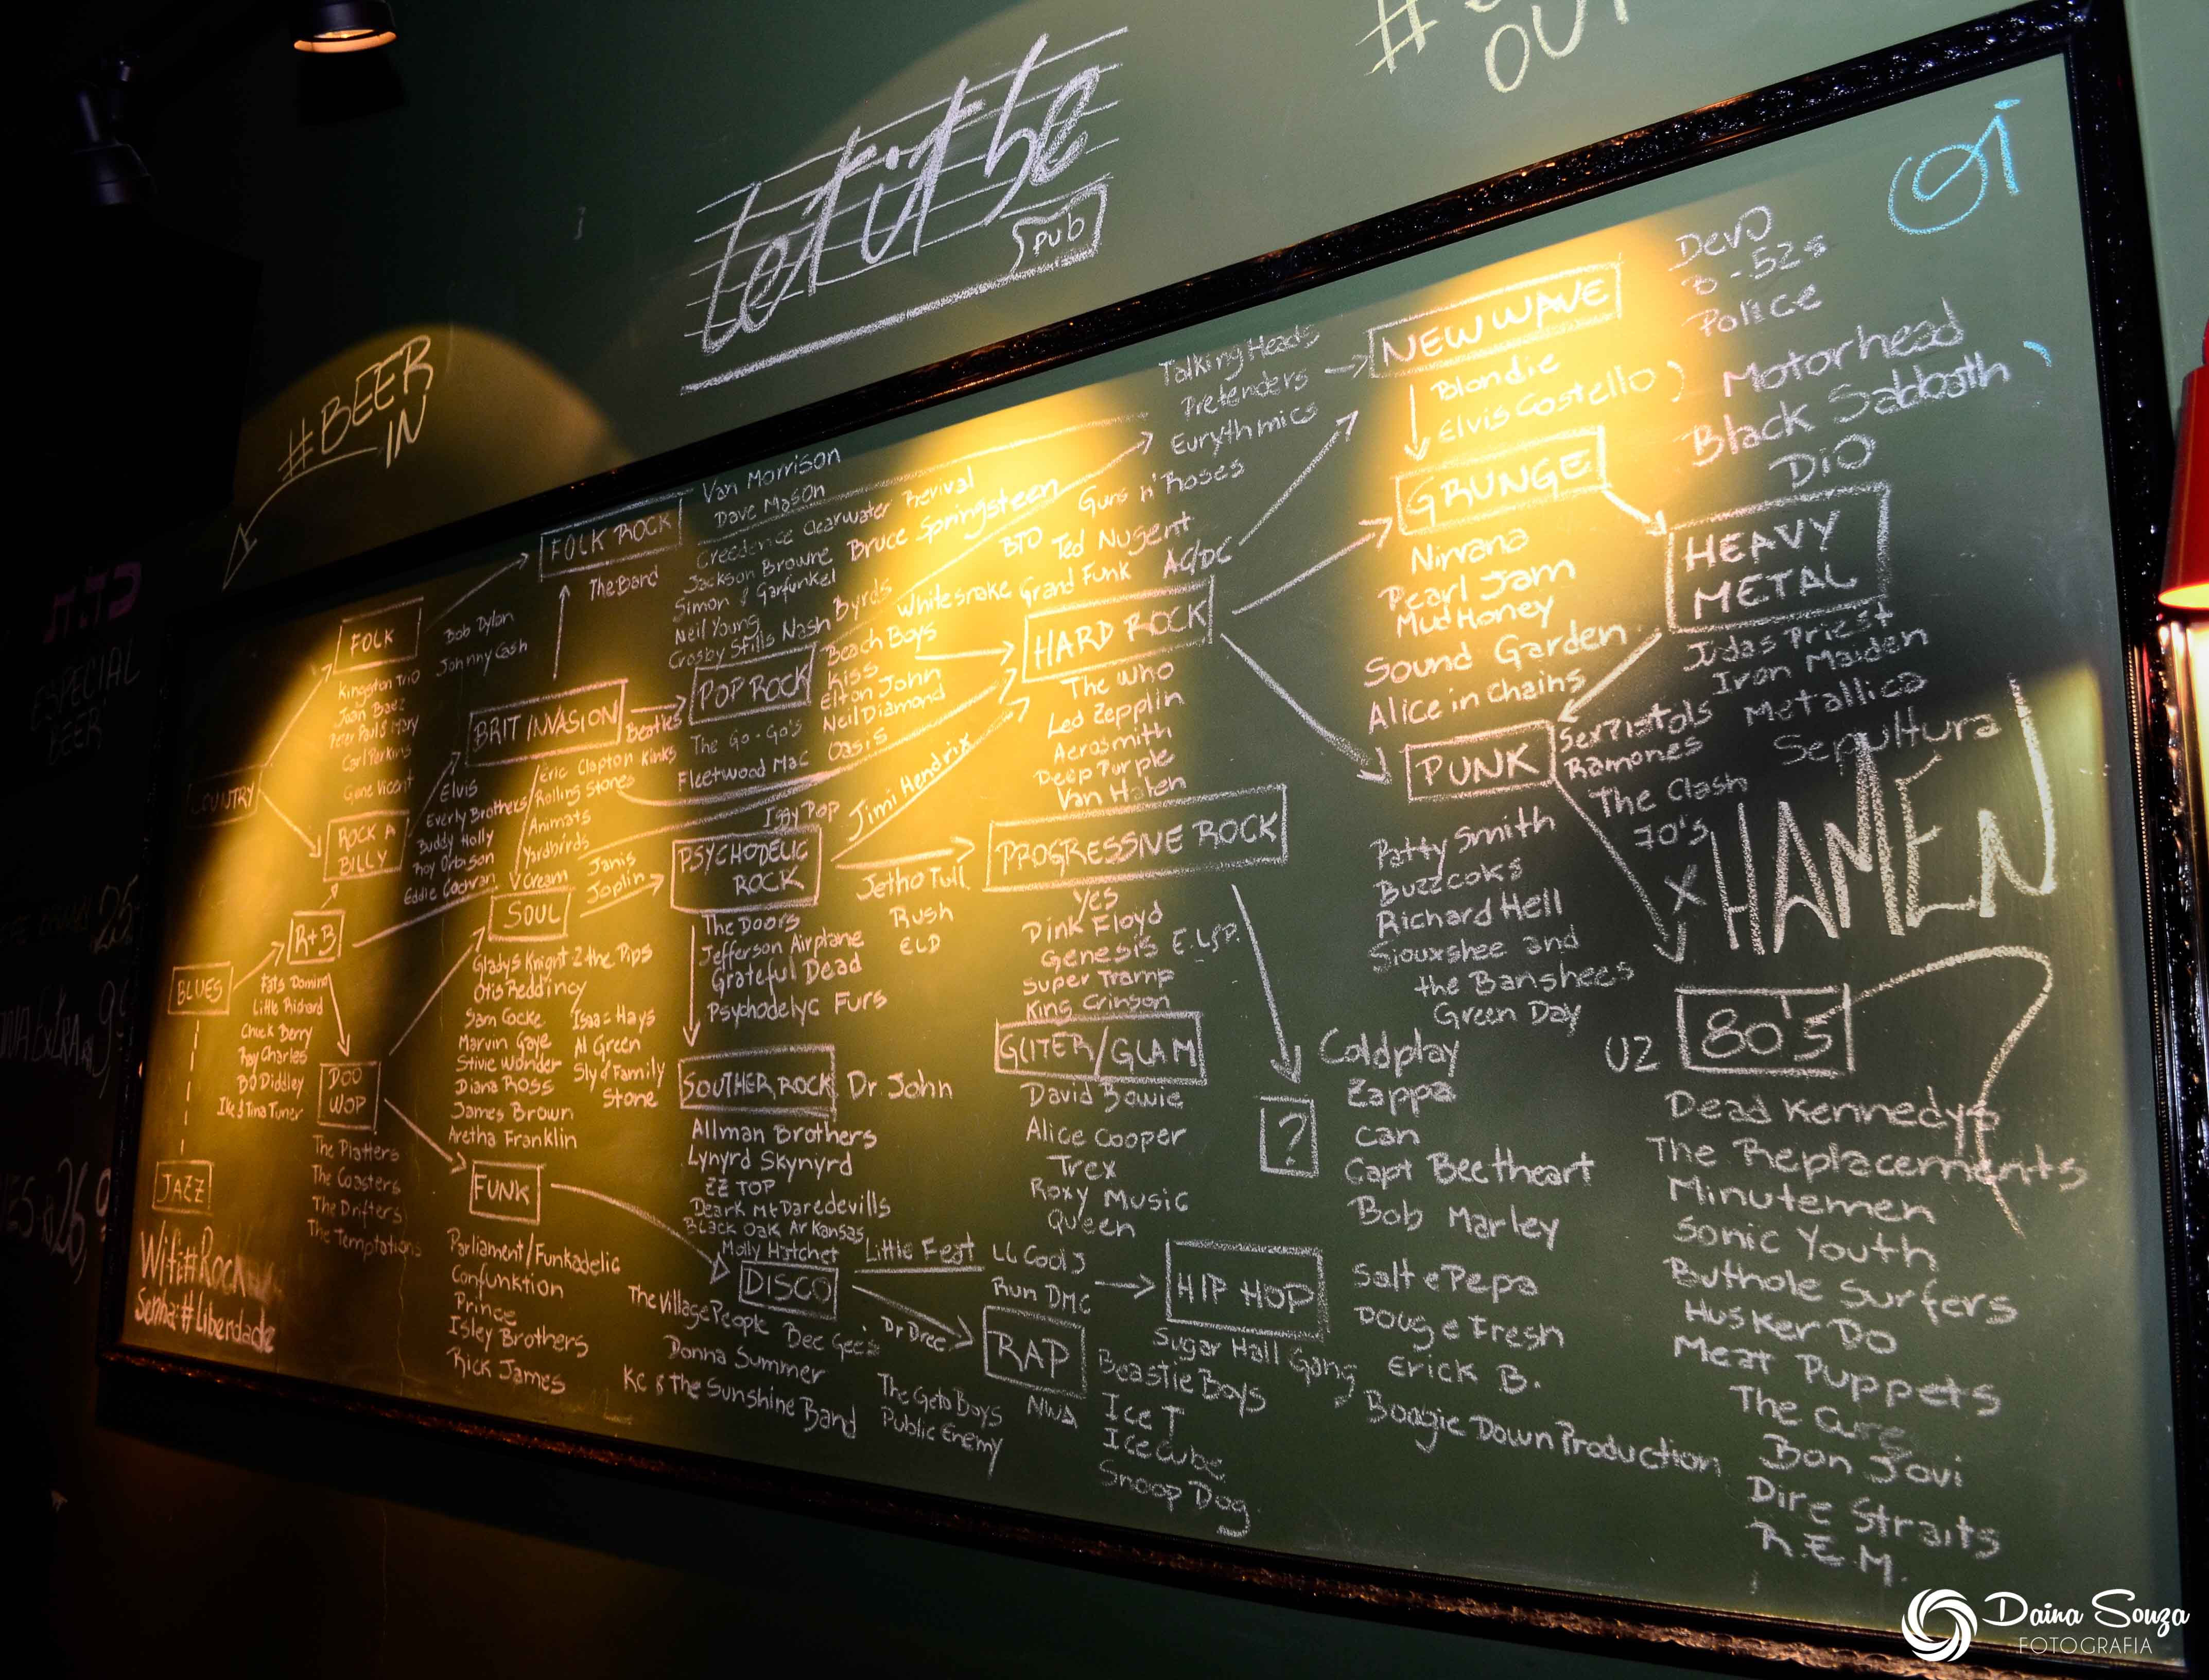 OUT
let it be
Pub
#BEER
IN
ESPECIAL
BEER
COUNTRY
FOLK
Kingston Trio
Joan Baez
Peter Paul & Mary
Carl Perkins
Gene Vicent
Bob Dylan
Johnny Cash
ROCK A
BILLY
Elvis
Everly Brothers
Buddy Holly
Roy Orbison
Eddie Cochran
R+B
Fats Domino
Little Richard
Chuck Berry
Ray Charles
BO Diddley
Ike & Tina Tuner
BLUES
JAZZ
Wifi:#Rock
Senha:#Liberdade
DOO
WOP
The Platters
The Coasters
The Drifters
The Temptations
FOLK ROCK
The Band
Van Morrison
Dave Mason
Creedence Clearwater Revival
Jackson Browne
Bruce Springsteen
Simon & Garfunkel
Neil Young
Byrds
Crosby Stills Nash
BRIT INVASION
Beatles
Kinks
Eric Clapton
Rolling Stones
Animats
Yardbirds
Cream
POP ROCK
Beach Boys
Kiss
Elton John
Neil Diamond
Oasis
The Go-Go's
Fleetwood Mac
SOUL
Janis
Joplin
Gladys Knight 2 the Pips
Otis Reddincy
Sam Cocke
Marvin Gaye
Stivie Wonder
Diana Ross
James Brown
Aretha Franklin
Isaac Hays
Al Green
Sly & Family
Stone
FUNK
Parliament/Funkadelic
Confunktion
Prince
Isley Brothers
Rick James
PSYCHODELIC
ROCK
Iggy Pop
Jimi Hendrix
The Doors
Jefferson Airplane
Grateful Dead
Psychodelyc Furs
SOUTHER ROCK
Dr. John
Allman Brothers
Lynyrd Skynyrd
ZZ TOP
Deark Mt Daredevills
Black Oak Arkansas
Molly Hatchet
Little Feat
DISCO
The Village People
Bee Gee's
Donna Summer
KC & the Sunshine Band
HARD ROCK
BTO
Guns n' Roses
Ted Nugent
Whitesnake
Grand Funk
AC/DC
The Who
Led Zepplin
Aerosmith
Deep Purple
Van Halen
PROGRESSIVE ROCK
Jetho Tull
Rush
ELO
Yes
Pink Floyd
Genesis
E.L&P.
Super Tramp
King Crinson
GLITER/GLAM
David Bowie
Alice Cooper
Trex
Roxy Music
Queen
RAP
LL Cool J
Run DMC
Dr Dree
The Geto Boys
Public Enemy
NWA
Beastie Boys
Ice T
Ice Cube
Snoop Dog.
HIP HOP
Sugar Hall Gang
Salt e Pepa
Doug e Fresh
Erick B.
Boogie Down Production
?
Coldplay
Zappa
Can
Capt Beetheart
Bob Marley
Talking Heads
Pretenders
Eurythmics
NEW WAVE
Blondie
Elvis Costello
Devo
B-52s
Police
GRUNGE
Nirvana
Pearl Jam
Mud Honey
Sound Garden
Alice in Chains
Motorhead
Black Sabbath
Dio
HEAVY
METAL
Judas Priest
Iron Maiden
Metallica
Sepultura
PUNK
Sex Pistols
Ramones
The Clash
70's
Patty Smith
Buzzcoks
Richard Hell
Siouxshee and
the Banshees
Green Day
X HAMEN
U2
80's
Dead Kennedys
The Replacements
Minutemen
Sonic Youth
Buthole Surfers
Husker Do
Meat Puppets
The Cure
Bon Jovi
Dire Straits
R.E.M.
Daina Souza
FOTOGRAFIA